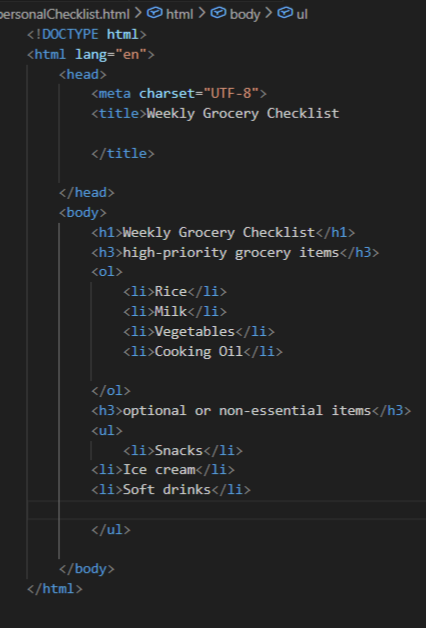 personalChecklist.html > html > body > ul
<!DOCTYPE html>
<html lang="en">
<head>
<meta charset="UTF-8">
<title>Weekly Grocery Checklist
</title>
</head>
<body>
<h1>Weekly Grocery Checklist</h1>
<h3>high-priority grocery items</h3>
<ol>
<li>Rice</li>
<li>Milk</li>
<li>Vegetables</li>
<li>Cooking Oil</li>
</ol>
<h3>optional or non-essential items</h3>
<ul>
<li>Snacks</li>
<li>Ice cream</li>
<li>Soft drinks</li>
</ul>
</body>
</html>